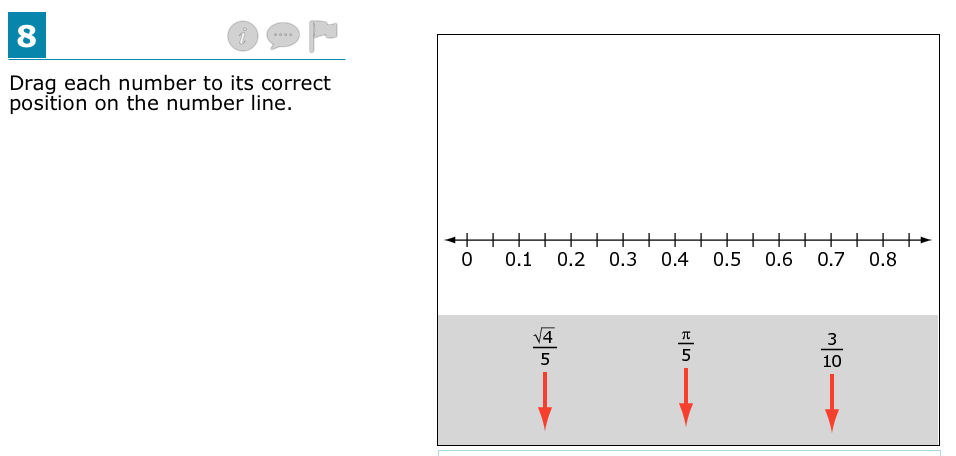 8
Drag each number to its correct
position on the number line.
0 0.1 0.2 0.3 0.4 0.5 0.6 0.7 0.8
√4/5 π/5 3/10